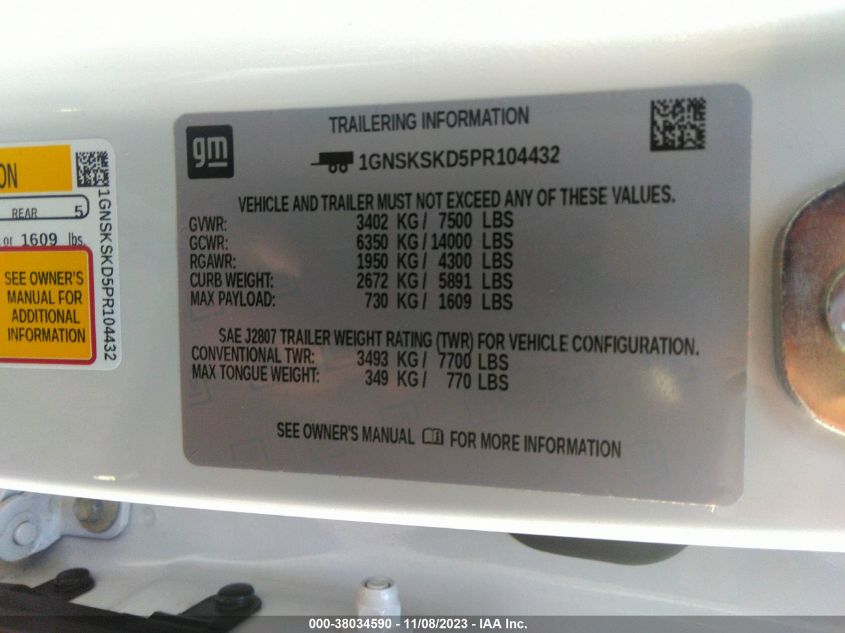 ON
REAR 5
or 1609 lbs.
SEE OWNER'S
MANUAL FOR
ADDITIONAL
INFORMATION
1GNSKSKD5PR104432
gm
TRAILERING INFORMATION
1GNSKSKD5PR104432
VEHICLE AND TRAILER MUST NOT EXCEED ANY OF THESE VALUES.
GVWR: 3402 KG / 7500 LBS
GCWR: 6350 KG / 14000 LBS
RGAWR: 1950 KG / 4300 LBS
CURB WEIGHT: 2672 KG / 5891 LBS
MAX PAYLOAD: 730 KG / 1609 LBS
SAE J2807 TRAILER WEIGHT RATING (TWR) FOR VEHICLE CONFIGURATION.
CONVENTIONAL TWR: 3493 KG / 7700 LBS
MAX TONGUE WEIGHT: 349 KG / 770 LBS
SEE OWNER'S MANUAL FOR MORE INFORMATION
000-38034590 - 11/08/2023 - IAA Inc.